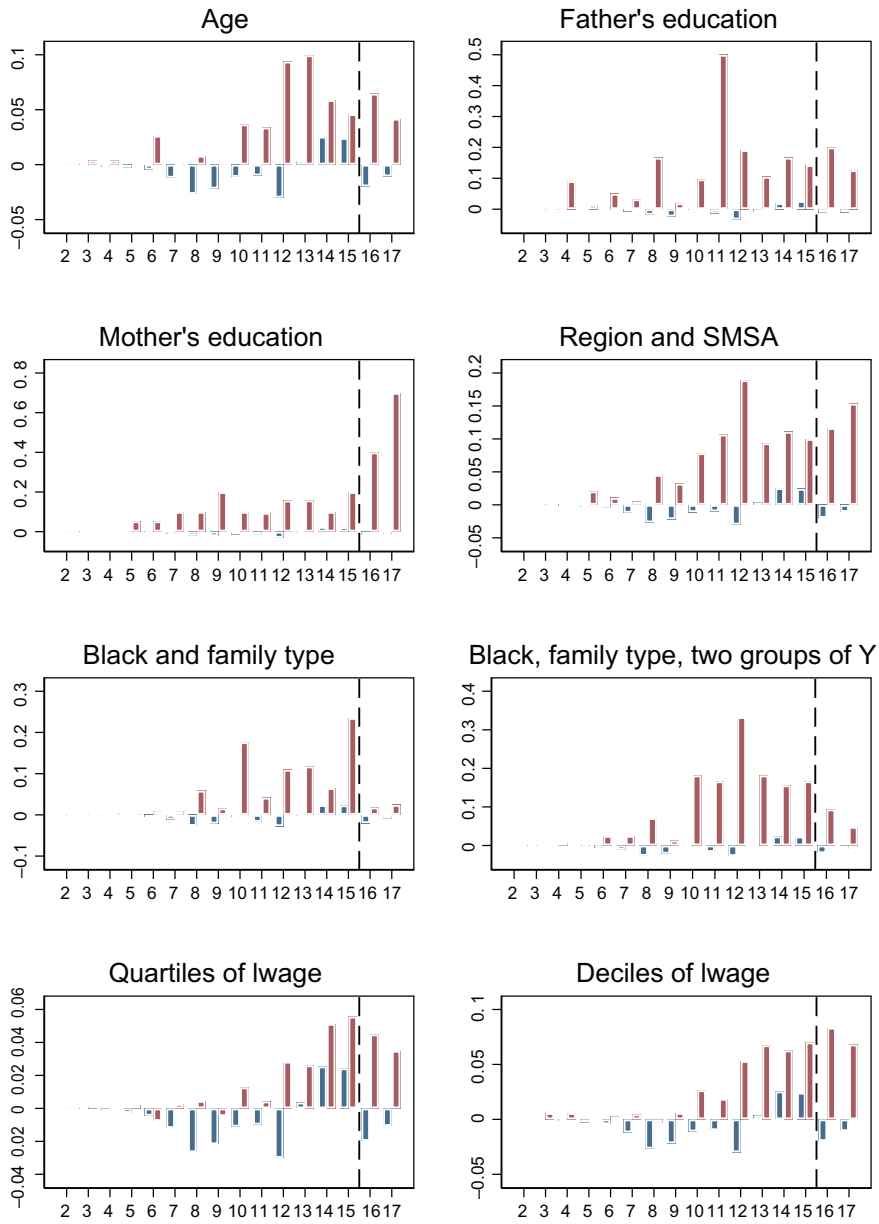 Age
0.1
0.05
0
−0.05
2 3 4 5 6 7 8 9 10 11 12 13 14 15 16 17
Father's education
0.5
0.4
0.3
0.2
0.1
0
2 3 4 5 6 7 8 9 10 11 12 13 14 15 16 17
Mother's education
0.8
0.6
0.4
0.2
0
2 3 4 5 6 7 8 9 10 11 12 13 14 15 16 17
Region and SMSA
0.2
0.15
0.1
0.05
0
−0.05
2 3 4 5 6 7 8 9 10 11 12 13 14 15 16 17
Black and family type
0.3
0.2
0.1
0
−0.1
2 3 4 5 6 7 8 9 10 11 12 13 14 15 16 17
Black, family type, two groups of Y
0.4
0.3
0.2
0.1
0
2 3 4 5 6 7 8 9 10 11 12 13 14 15 16 17
Quartiles of lwage
0.06
0.04
0.02
0
0.02
−0.04
2 3 4 5 6 7 8 9 10 11 12 13 14 15 16 17
Deciles of lwage
0.1
0.05
0
−0.05
2 3 4 5 6 7 8 9 10 11 12 13 14 15 16 17